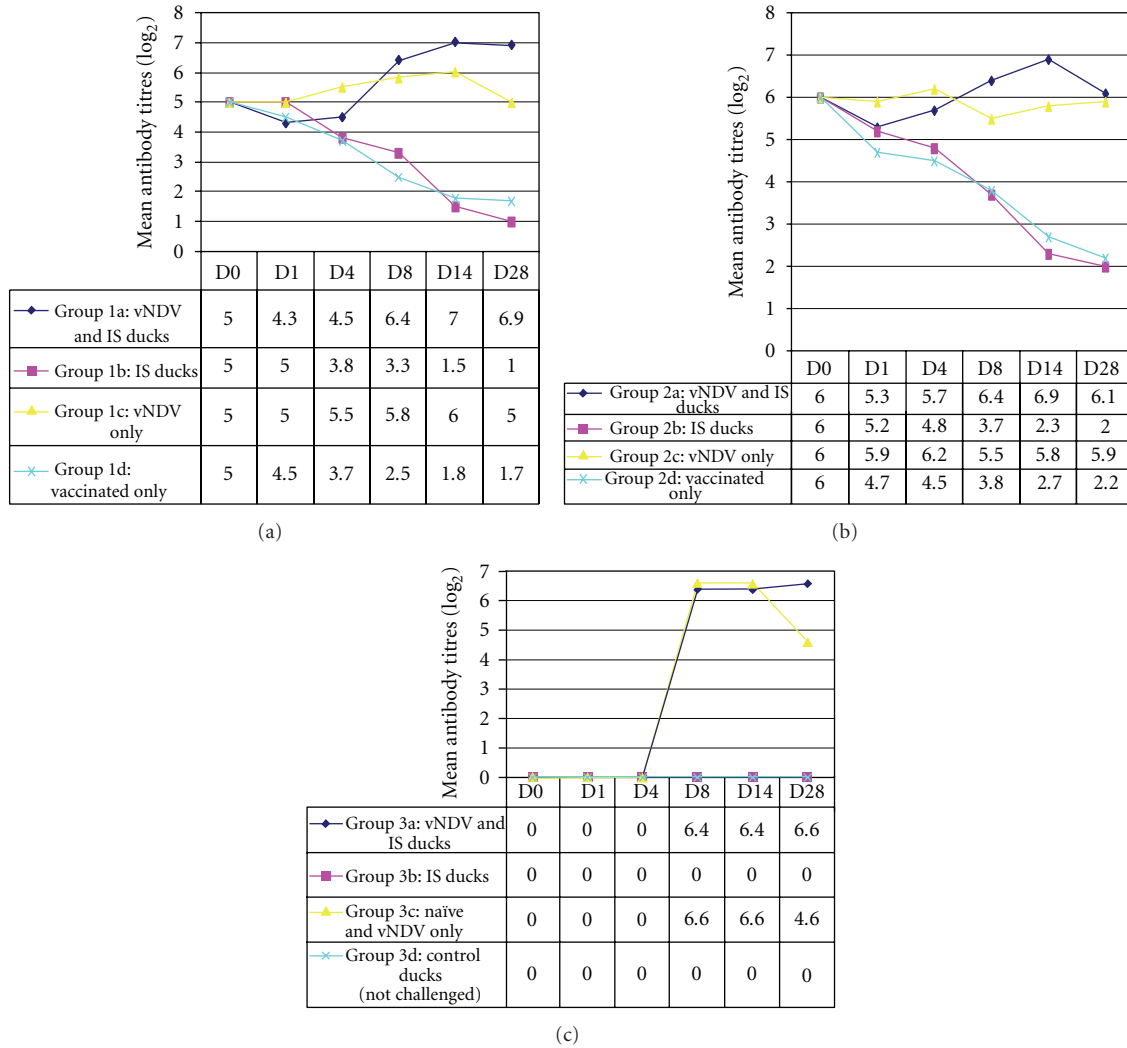 Mean antibody titres (log2)
8
7
6
5
4
3
2
1
0
D0 D1 D4 D8 D14 D28
Group 1a: vNDV and IS ducks 5 4.3 4.5 6.4 7 6.9
Group 1b: IS ducks 5 5 3.8 3.3 1.5 1
Group 1c: vNDV only 5 5 5.5 5.8 6 5
Group 1d: vaccinated only 5 4.5 3.7 2.5 1.8 1.7
(a)
Mean antibody titres (log2)
8
7
6
5
4
3
2
1
0
D0 D1 D4 D8 D14 D28
Group 2a: vNDV and IS ducks 6 5.3 5.7 6.4 6.9 6.1
Group 2b: IS ducks 6 5.2 4.8 3.7 2.3 2
Group 2c: vNDV only 6 5.9 6.2 5.5 5.8 5.9
Group 2d: vaccinated only 6 4.7 4.5 3.8 2.7 2.2
(b)
Mean antibody titres (log2)
7
6
5
4
3
2
1
0
D0 D1 D4 D8 D14 D28
Group 3a: vNDV and IS ducks 0 0 0 6.4 6.4 6.6
Group 3b: IS ducks 0 0 0 0 0 0
Group 3c: naïve and vNDV only 0 0 0 6.6 6.6 4.6
Group 3d: control ducks (not challenged) 0 0 0 0 0 0
(c)